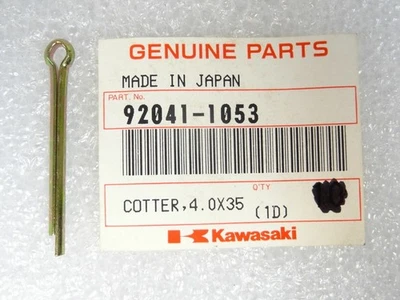 GENUINE PARTS
MADE IN JAPAN
PART No.
92041-1053
Q'TY
COTTER,4.0X35 (1D)
Kawasaki